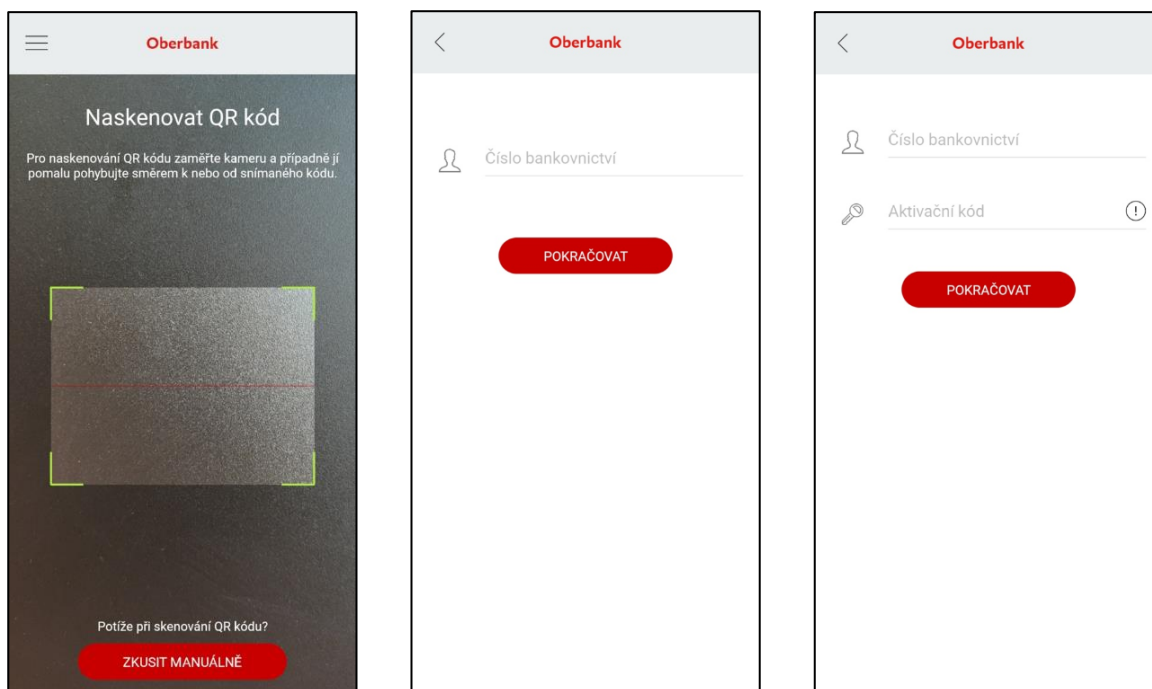 Oberbank
Naskenovat QR kód
Pro naskenování QR kódu zaměřte kameru a případně jí
pomalu pohybujte směrem k nebo od snímaného kódu.
Potíže při skenování QR kódu?
ZKUSIT MANUÁLNĚ
Oberbank
Číslo bankovnictví
POKRAČOVAT
Oberbank
Číslo bankovnictví
Aktivační kód
POKRAČOVAT